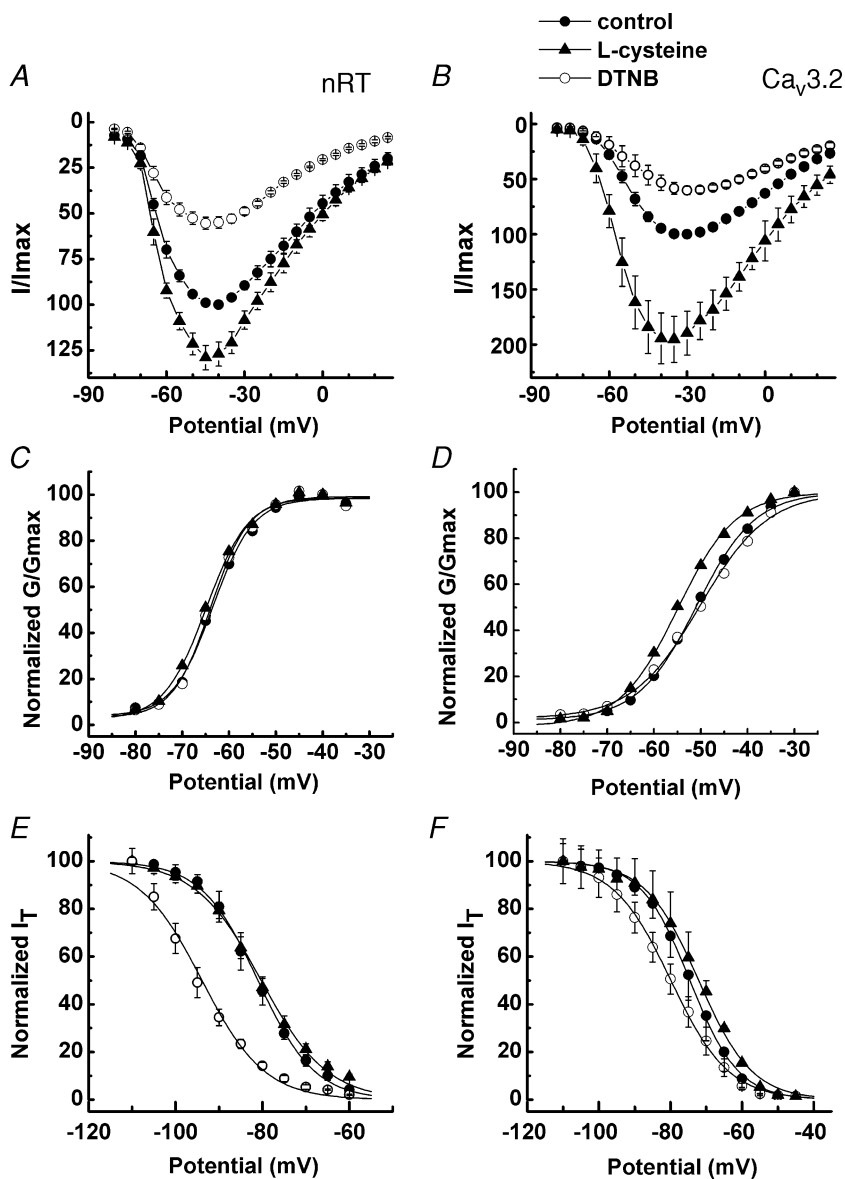 control
L-cysteine
DTNB
A
nRT
B
Cav3.2
0
25
50
75
100
125
I/Imax
-90
-60
-30
0
Potential (mV)
0
50
100
150
200
I/Imax
-90
-60
-30
0
Potential (mV)
C
100
80
60
40
20
0
Normalized G/Gmax
-90
-80
-70
-60
-50
-40
-30
Potential (mV)
D
100
80
60
40
20
0
Normalized G/Gmax
-90
-80
-70
-60
-50
-40
-30
Potential (mV)
E
100
80
60
40
20
0
Normalized IT
-120
-100
-80
-60
Potential (mV)
F
100
80
60
40
20
0
Normalized IT
-120
-100
-80
-60
-40
Potential (mV)